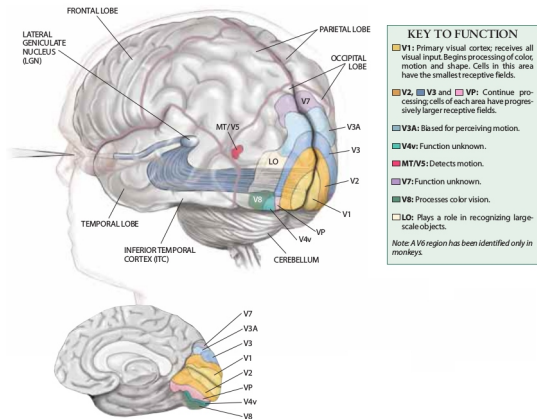 FRONTAL LOBE
LATERAL
GENICULATE
NUCLEUS
(LGN)
PARIETAL LOBE
OCCIPITAL
LOBE
V7
MT/V5
V3A
LO
V3
V2
V8
V1
TEMPORAL LOBE
VP
V4v
INFERIOR TEMPORAL
CORTEX (ITC)
CEREBELLUM
KEY TO FUNCTION
V1: Primary visual cortex; receives all
visual input. Begins processing of color,
motion and shape. Cells in this area
have the smallest receptive fields.
V2, V3 and VP: Continue pro-
cessing; cells of each area have progres-
sively larger receptive fields.
V3A: Biased for perceiving motion.
V4v: Function unknown.
MT/V5: Detects motion.
V7: Function unknown.
V8: Processes color vision.
LO: Plays a role in recognizing large-
scale objects.
Note: A V6 region has been identified only in
monkeys.
V7
V3A
V3
V1
V2
VP
V4v
V8